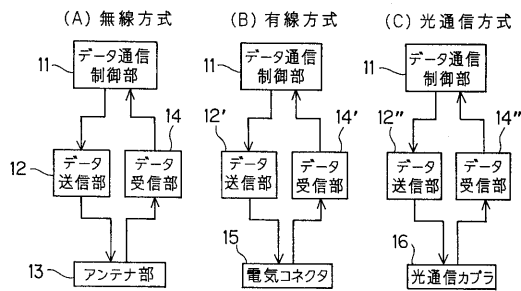 (A) 無線方式
11
データ通信
制御部
12
データ
送信部
14
データ
受信部
13
アンテナ部
(B) 有線方式
11
データ通信
制御部
12′
データ
送信部
14′
データ
受信部
15
電気コネクタ
(C) 光通信方式
11
データ通信
制御部
12″
データ
送信部
14″
データ
受信部
16
光通信カプラ